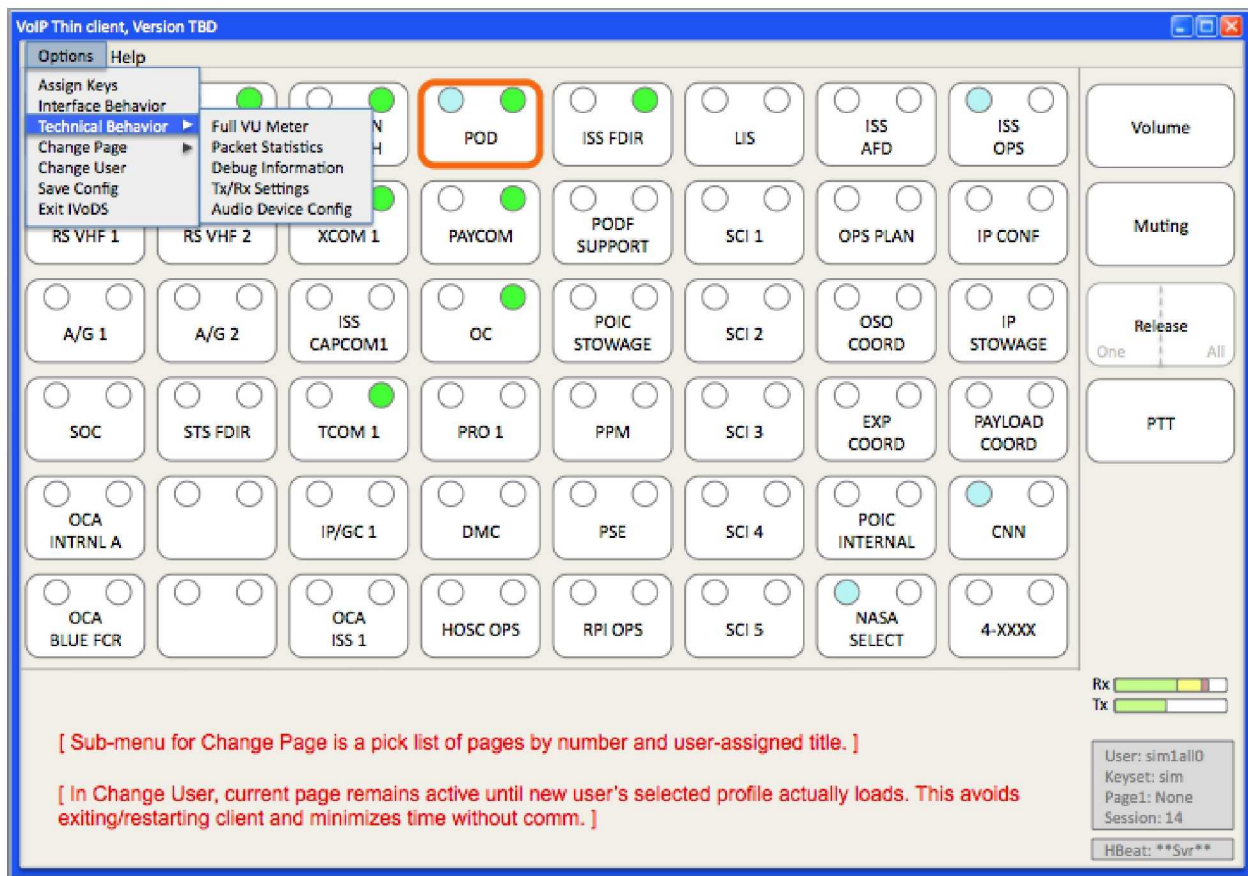 VoIP Thin client, Version TBD
Options Help
Assign Keys
Interface Behavior
Technical Behavior
Change Page
Change User
Save Config
Exit IVoDS
Full VU Meter
Packet Statistics
Debug Information
Tx/Rx Settings
Audio Device Config
N
H
POD
ISS FDIR
LIS
ISS
AFD
ISS
OPS
Volume
RS VHF 1
RS VHF 2
XCOM 1
PAYCOM
PODF
SUPPORT
SCI 1
OPS PLAN
IP CONF
Muting
A/G 1
A/G 2
ISS
CAPCOM1
OC
POIC
STOWAGE
SCI 2
OSO
COORD
IP
STOWAGE
Release
One All
SOC
STS FDIR
TCOM 1
PRO 1
PPM
SCI 3
EXP
COORD
PAYLOAD
COORD
PTT
OCA
INTRNL A
IP/GC 1
DMC
PSE
SCI 4
POIC
INTERNAL
CNN
OCA
BLUE FCR
OCA
ISS 1
HOSC OPS
RPI OPS
SCI 5
NASA
SELECT
4-XXXX
Rx
Tx
[ Sub-menu for Change Page is a pick list of pages by number and user-assigned title. ]
[ In Change User, current page remains active until new user's selected profile actually loads. This avoids
exiting/restarting client and minimizes time without comm. ]
User: sim1all0
Keyset: sim
Page1: None
Session: 14
HBeat: **Svr**